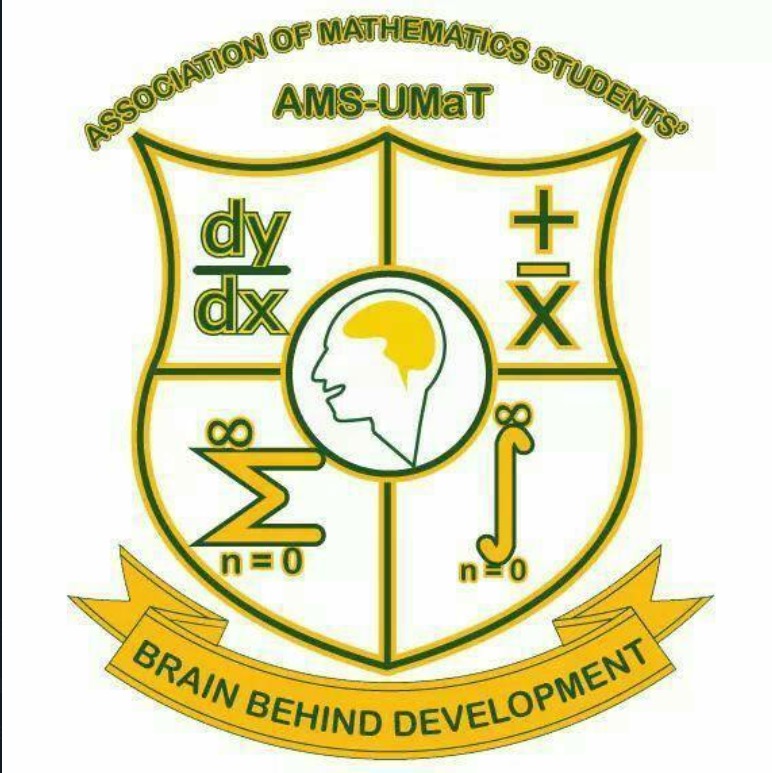 ASSOCIATION OF MATHEMATICS STUDENTS'
AMS-UMaT
dy
dx
+
x̄
∞
∑
n = 0
∞
∫
n = 0
BRAIN BEHIND DEVELOPMENT